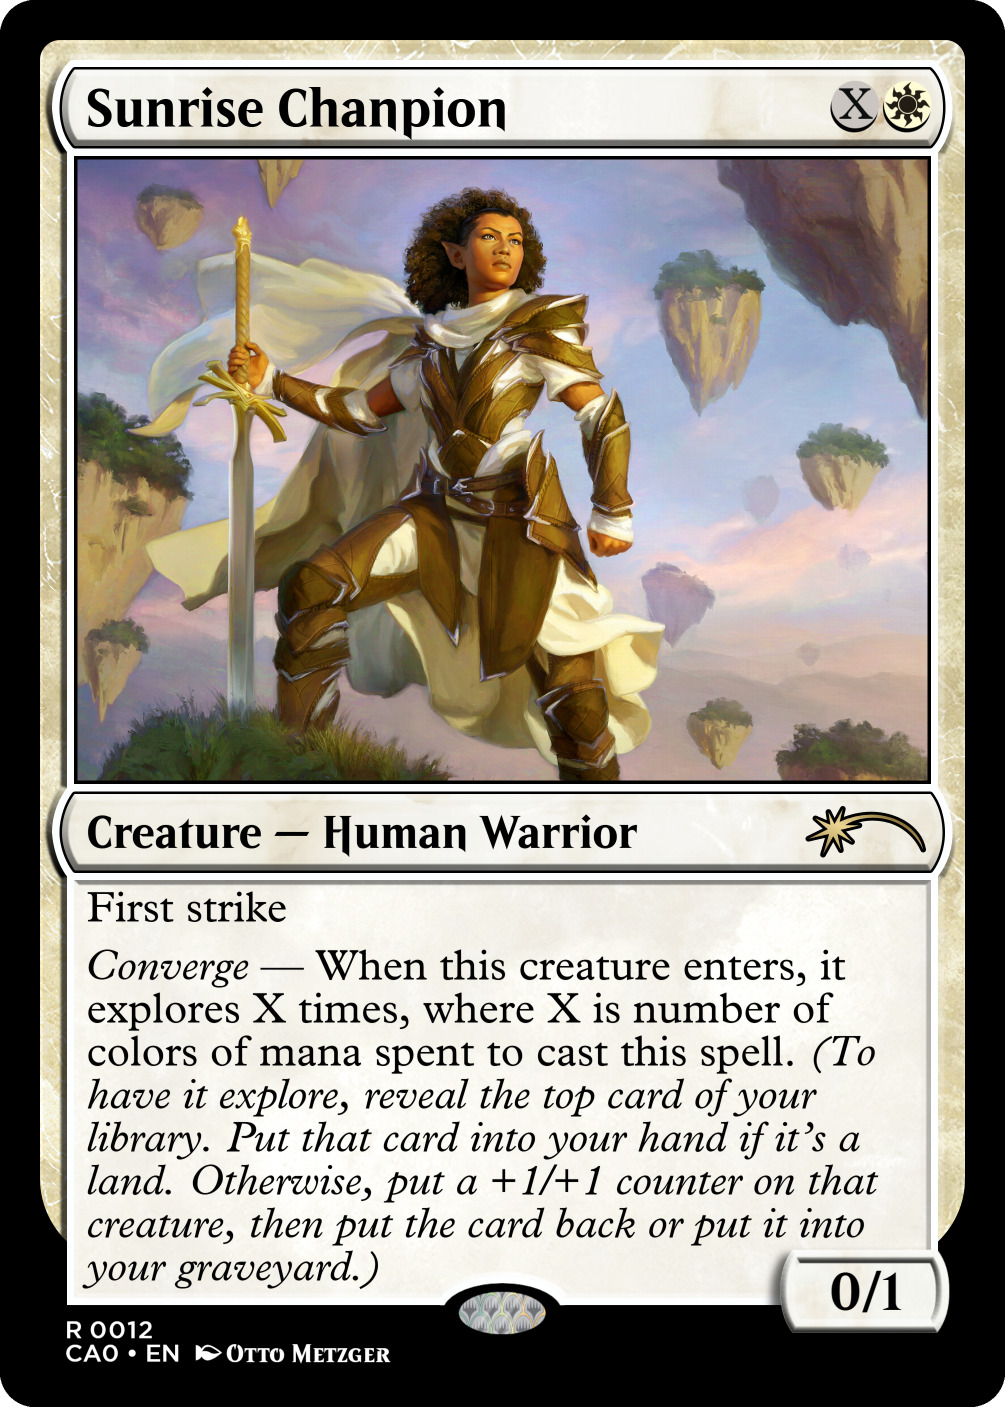 Sunrise Chanpion X
Creature — Human Warrior
First strike
Converge — When this creature enters, it
explores X times, where X is number of
colors of mana spent to cast this spell. (To
have it explore, reveal the top card of your
library. Put that card into your hand if it's a
land. Otherwise, put a +1/+1 counter on that
creature, then put the card back or put it into
your graveyard.)
0/1
R 0012
CAO • EN Otto Metzger